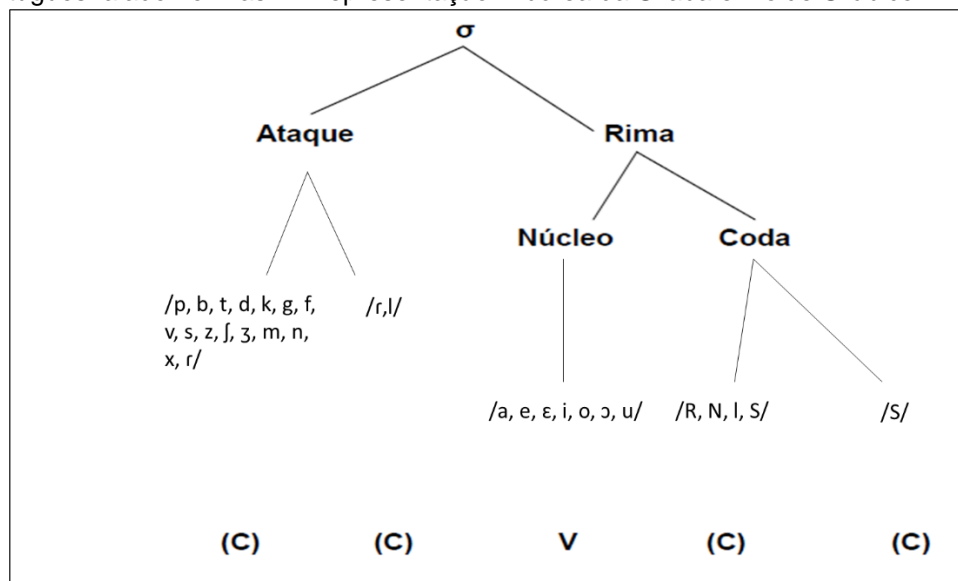 σ
Ataque Rima
Núcleo Coda
/p, b, t, d, k, g, f, /ɾ,l/
v, s, z, ʃ, ʒ, m, n,
x, ɾ/
/a, e, ɛ, i, o, ɔ, u/ /R, N, l, S/ /S/
(C) (C) V (C) (C)